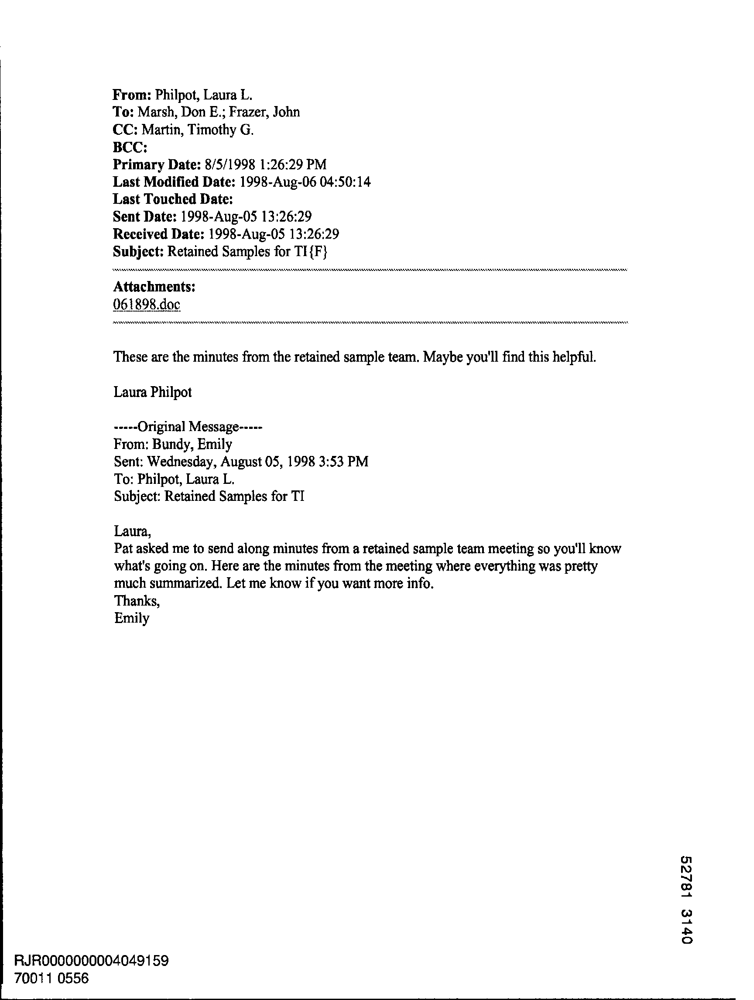 From: Philpot, Laura L.
To: Marsh, Don E.; Frazer, John
CC: Martin, Timothy G.
BCC:
Primary Date: 8/5/1998 1:26:29 PM
Last Modified Date: 1998-Aug-06 04:50:14
Last Touched Date:
Sent Date: 1998-Aug-05 13:26:29
Received Date: 1998-Aug-05 13:26:29
Subject: Retained Samples for TI{F}
Attachments:
061898.doc
These are the minutes from the retained sample team. Maybe you'll find this helpful.
Laura Philpot
-----Original Message-----
From: Bundy, Emily
Sent: Wednesday, August 05, 1998 3:53 PM
To: Philpot, Laura L.
Subject: Retained Samples for TI
Laura,
Pat asked me to send along minutes from a retained sample team meeting so you'll know
what's going on. Here are the minutes from the meeting where everything was pretty
much summarized. Let me know if you want more info.
Thanks,
Emily
52781 3140
RJR0000000004049159
70011 0556